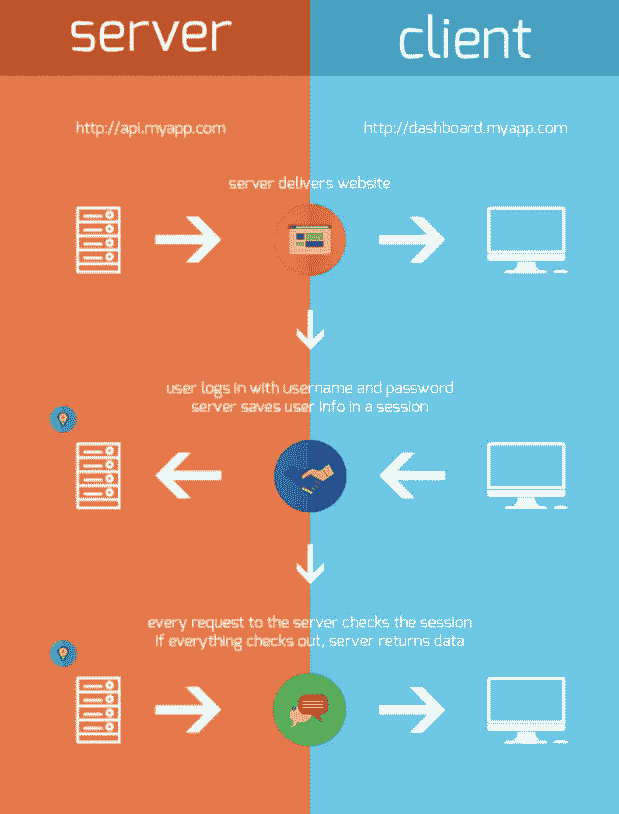 server
client
http://api.myapp.com
http://dashboard.myapp.com
server delivers website
user logs in with username and password
server saves user info in a session
every request to the server checks the session
If everything checks out, server returns data